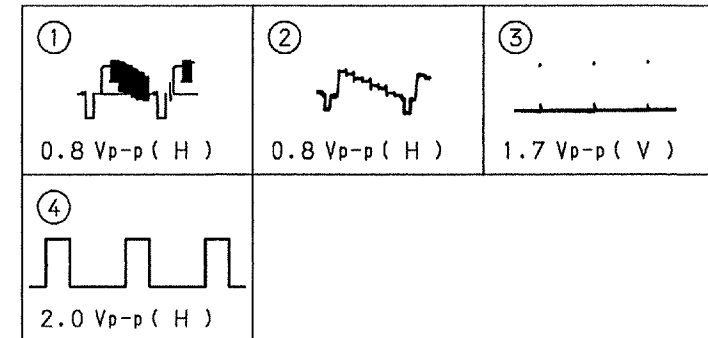 ①
②
③
0.8 Vp-p ( H )
0.8 Vp-p ( H )
1.7 Vp-p ( V )
④
2.0 Vp-p ( H )